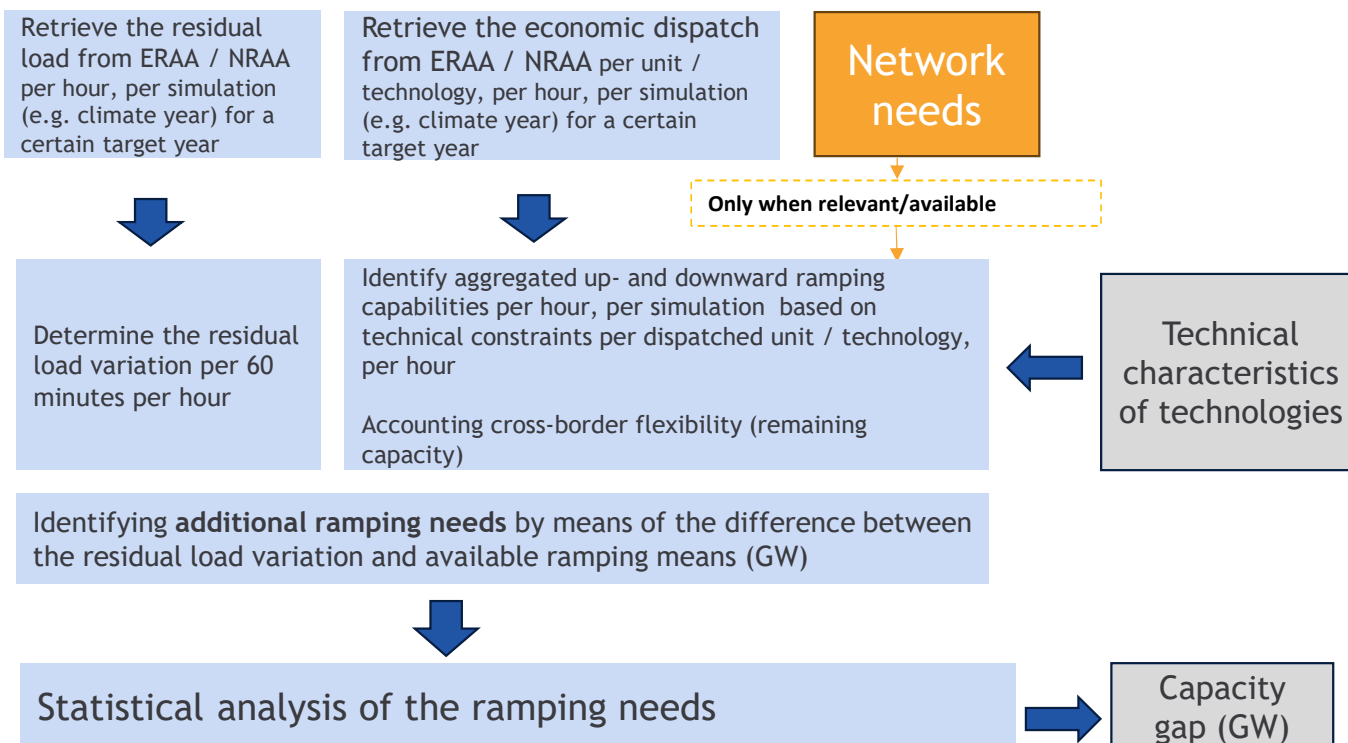 Retrieve the residual
load from ERAA / NRAA
per hour, per simulation
(e.g. climate year) for a
certain target year
Retrieve the economic dispatch
from ERAA / NRAA per unit /
technology, per hour, per simulation
(e.g. climate year) for a certain
target year
Network
needs
Only when relevant/available
Determine the residual
load variation per 60
minutes per hour
Identify aggregated up- and downward ramping
capabilities per hour, per simulation  based on
technical constraints per dispatched unit / technology,
per hour
Accounting cross-border flexibility (remaining
capacity)
Technical
characteristics
of technologies
Identifying additional ramping needs by means of the difference between
the residual load variation and available ramping means (GW)
Statistical analysis of the ramping needs
Capacity
gap (GW)